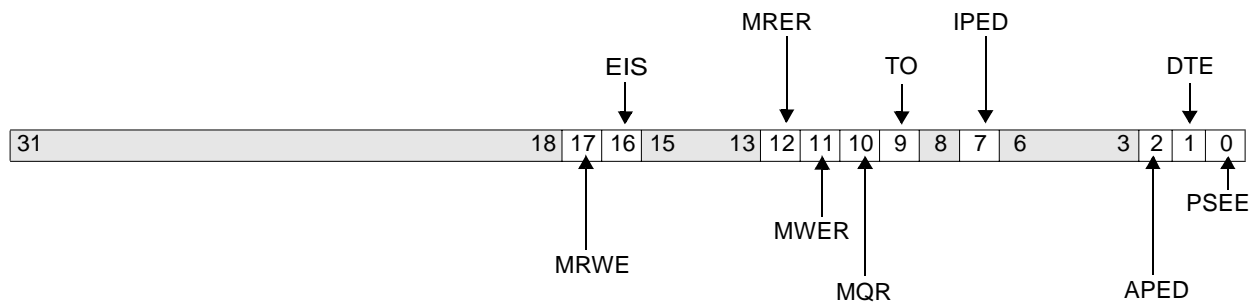 MRER IPED
EIS TO DTE
31 18 17 16 15 13 12 11 10 9 8 7 6 3 2 1 0
PSEE
MWER
MRWE
MQR APED